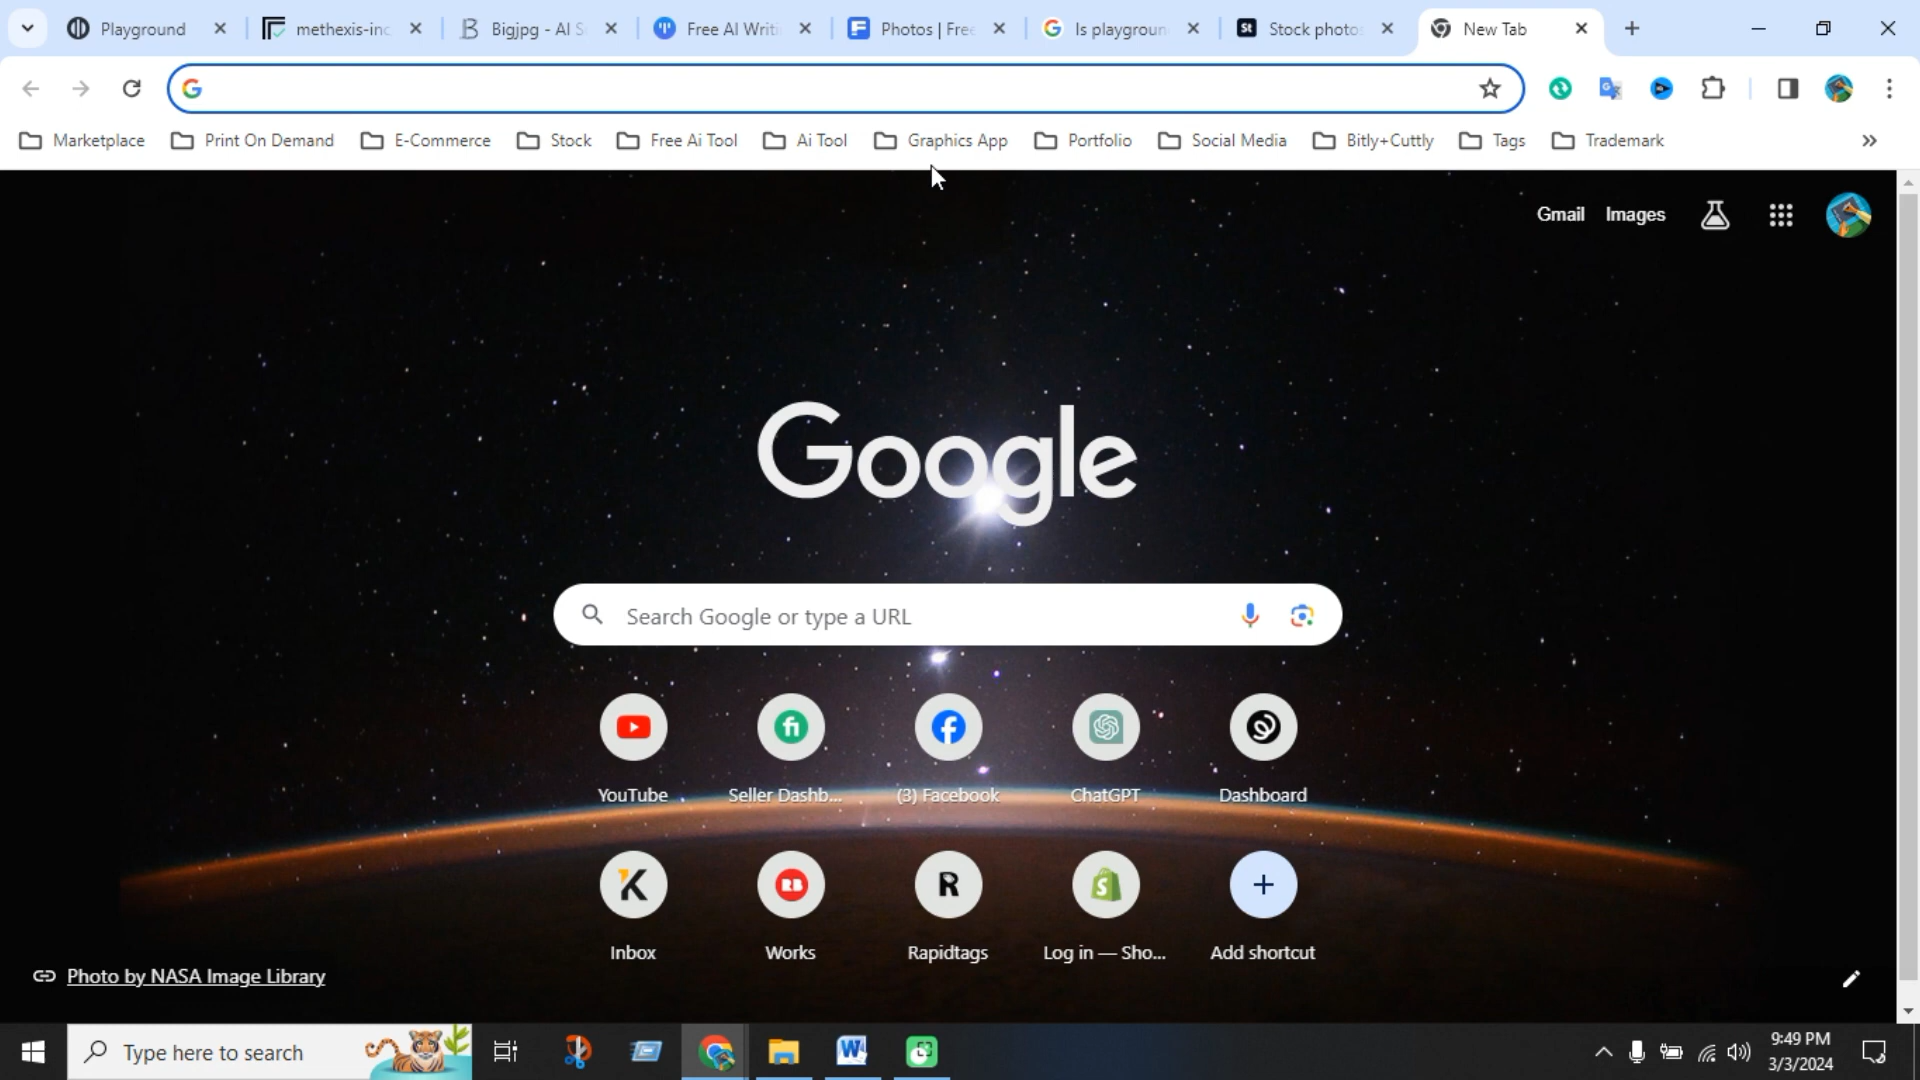 Playground
methexis-inc
Bigjpg - AI S
Free AI Writi
Photos | Free
Is playgroun
St
Stock photo
New Tab
Marketplace
Print On Demand
E-Commerce
Stock
Free Ai Tool
Ai Tool
Graphics App
Portfolio
Social Media
Bitly+Cuttly
Tags
Trademark
Gmail
Images
Google
Search Google or type a URL
YouTube
Seller Dashb...
(3) Facebook
ChatGPT
Dashboard
Inbox
Works
Rapidtags
Log in — Sho...
Add shortcut
Photo by NASA Image Library
Type here to search
9:49 PM
3/3/2024